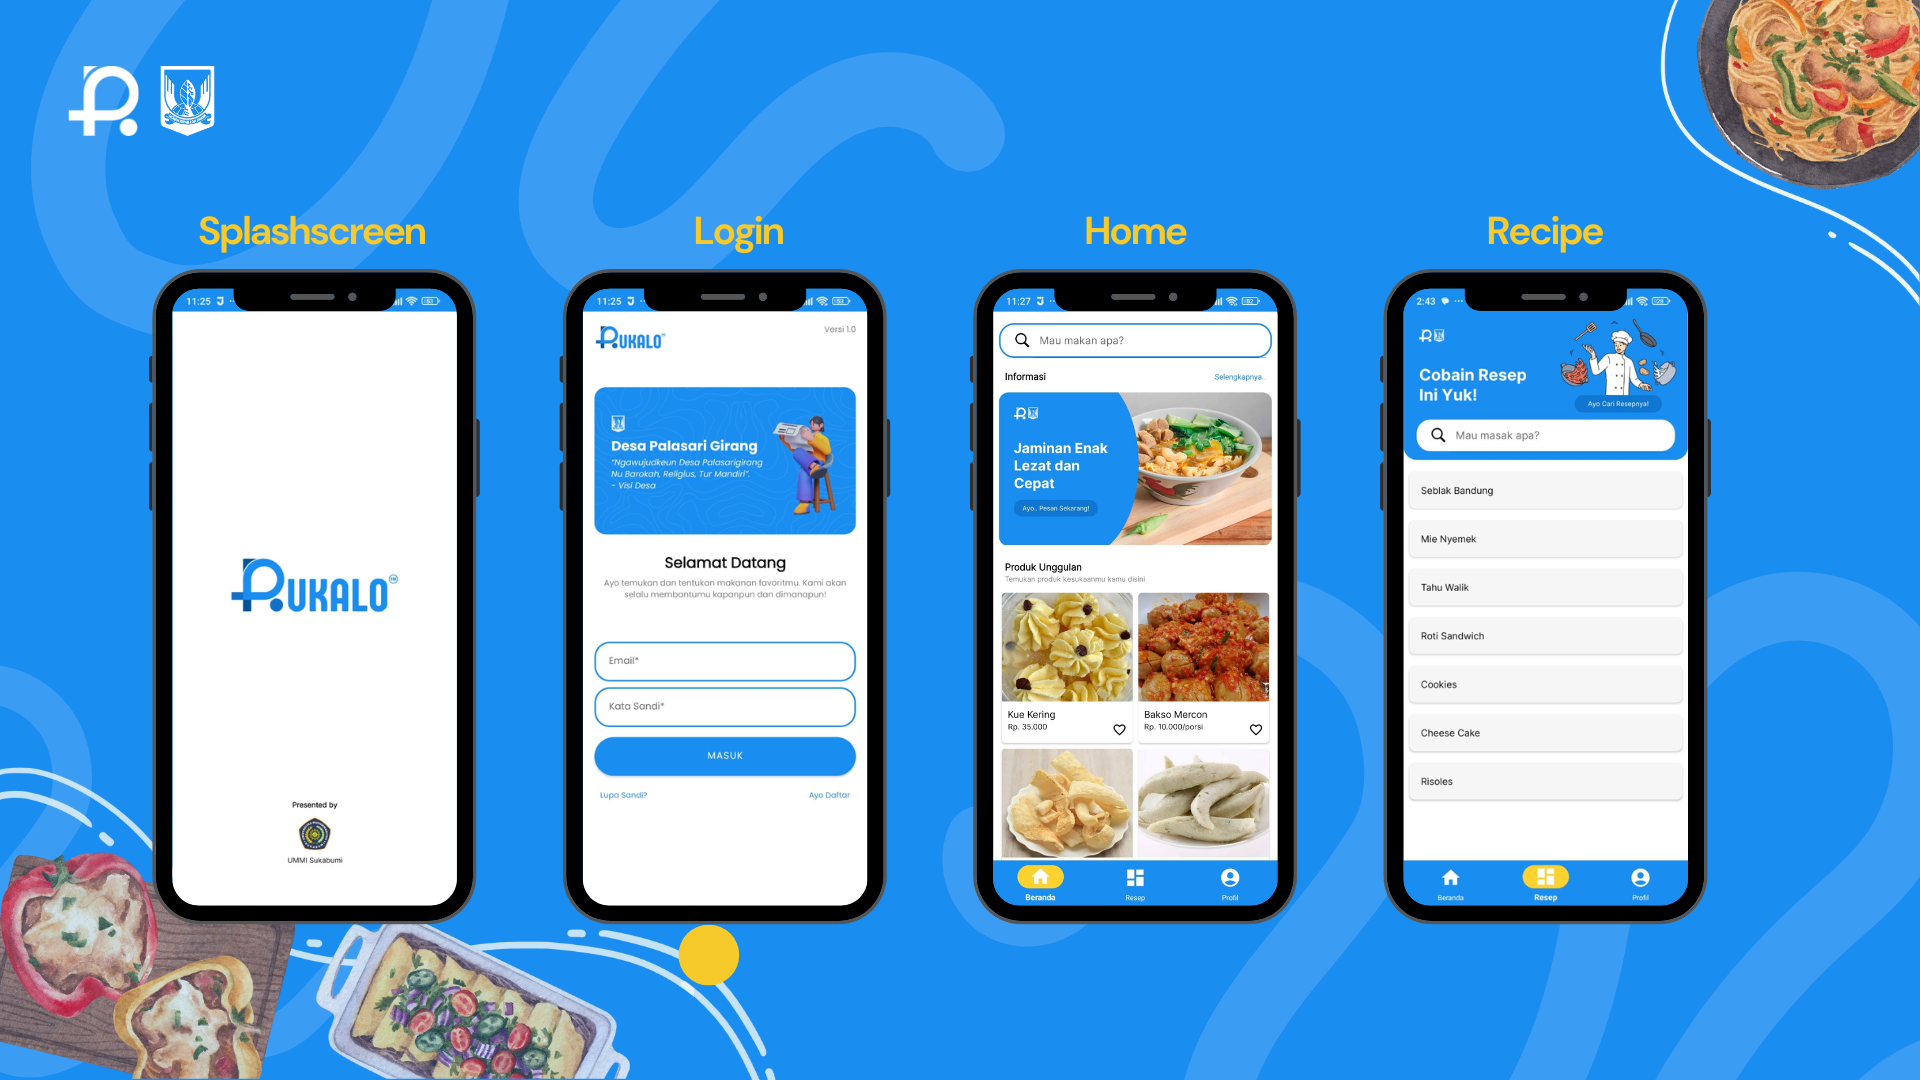 Splashscreen
11:25
PUKALO
Presented by
UMMI Sukabumi
Login
11:25
PUKALO
Versi 1.0
Desa Palasari Girang
"Ngawujudkeun Desa Palasarigirang
Nu Barokah, Religius, Tur Mandiri".
- Visi Desa
Selamat Datang
Ayo temukan dan tentukan makanan favoritmu. Kami akan
selalu membantumu kapanpun dan dimanapun!
Email*
Kata Sandi*
MASUK
Lupa Sandi?
Ayo Daftar
Home
11:27
Mau makan apa?
Informasi
Selengkapnya..
Jaminan Enak
Lezat dan
Cepat
Ayo.. Pesan Sekarang!
Produk Unggulan
Temukan produk kesukaanmu kamu disini
Kue Kering
Rp. 35.000
Bakso Mercon
Rp. 10.000/porsi
Beranda
Resep
Profil
Recipe
2:43
Cobain Resep
Ini Yuk!
Ayo Cari Resepnya!
Mau masak apa?
Seblak Bandung
Mie Nyemek
Tahu Walik
Roti Sandwich
Cookies
Cheese Cake
Risoles
Beranda
Resep
Profil